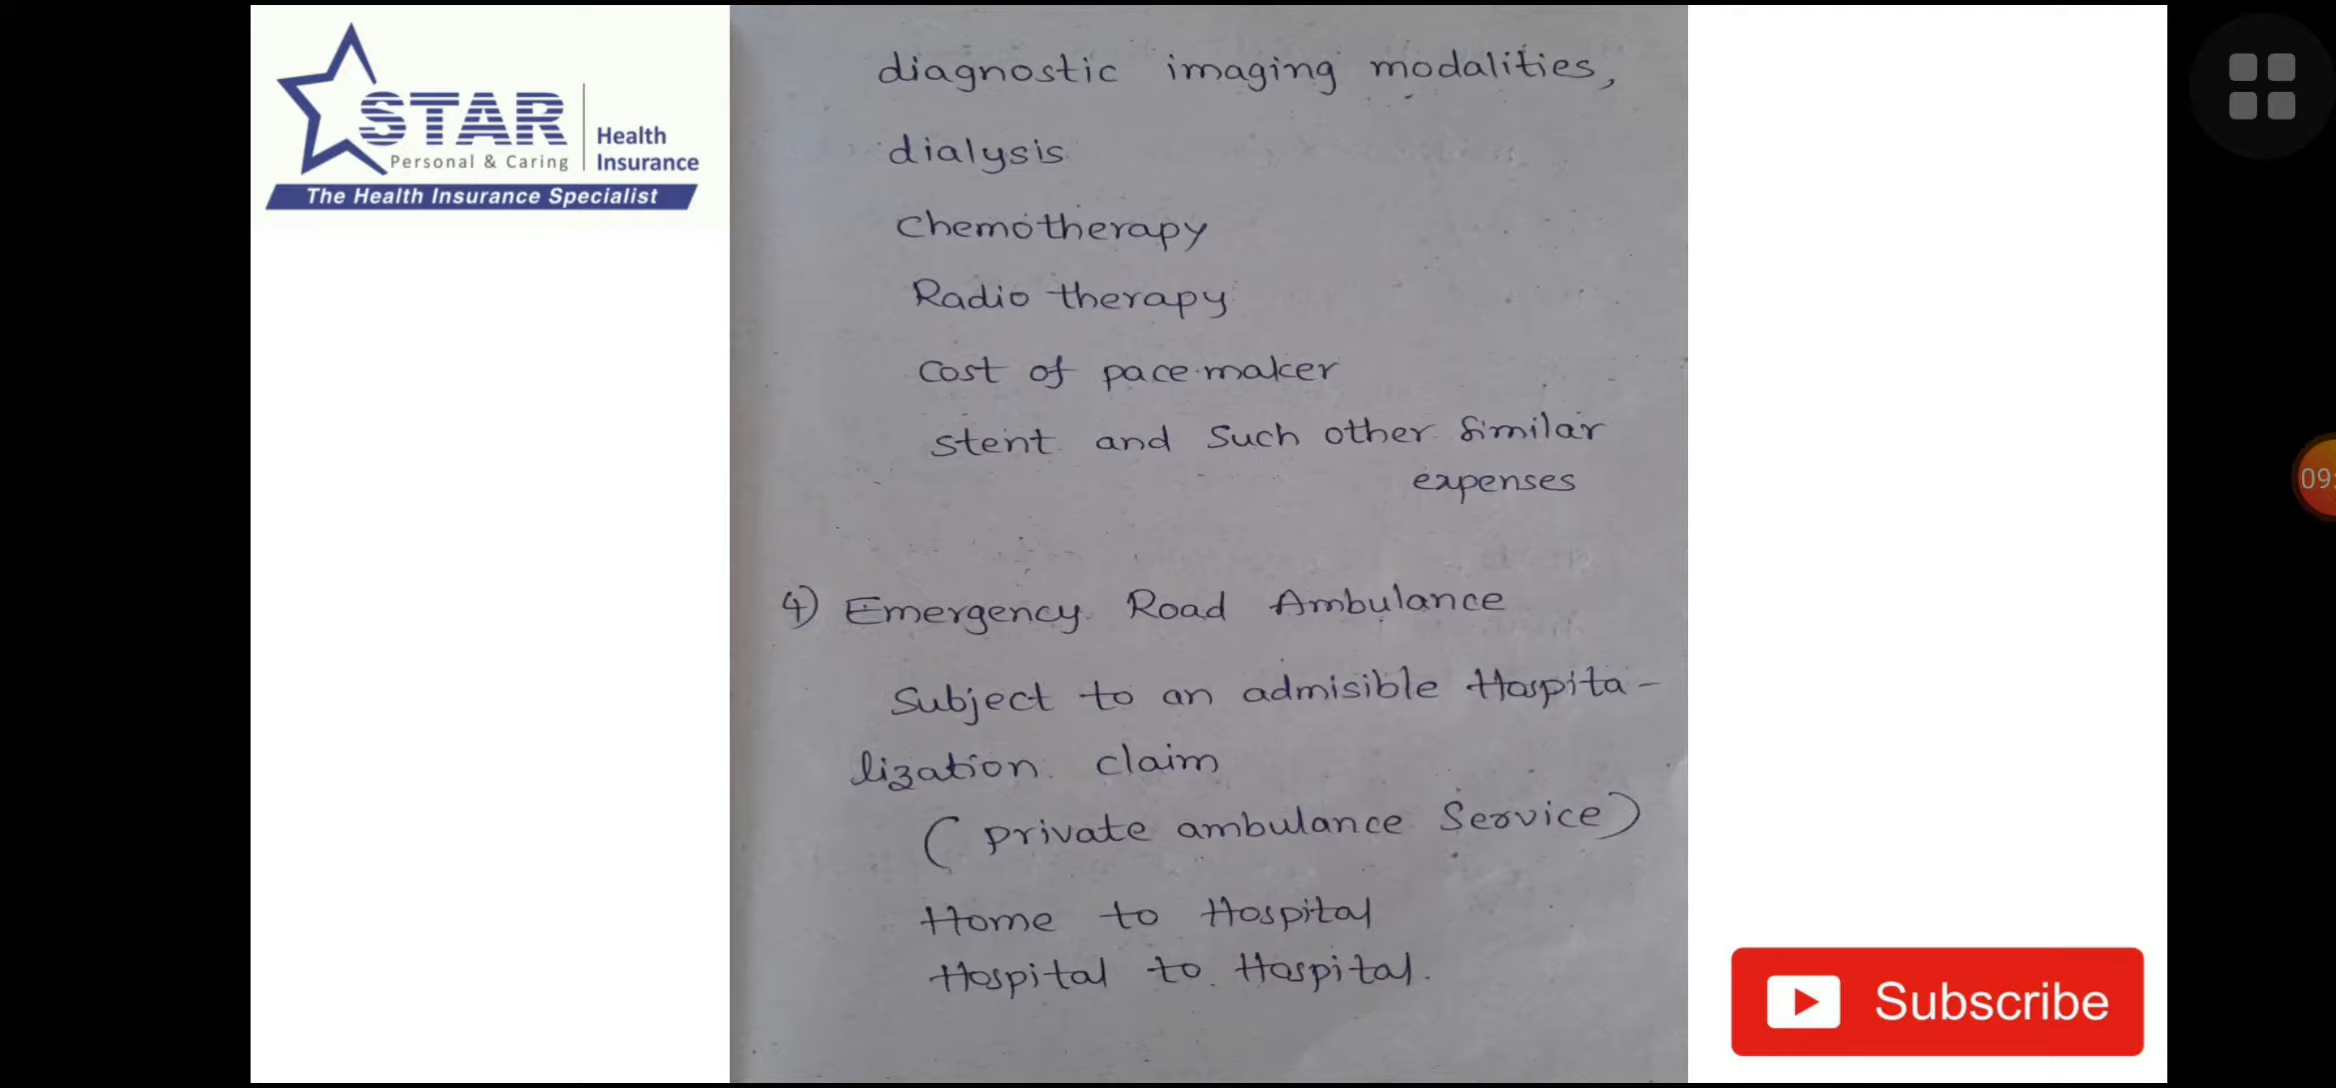 STAR
Personal & Caring
Health
Insurance
The Health Insurance Specialist
diagnostic imaging modalities,
dialysis
Chemotherapy
Radio therapy
Cost of pacemaker
stent and Such other Similar
expenses
4) Emergency Road Ambulance
Subject to an admisible Hospita-
lization claim
(private ambulance Service)
Home to Hospital
Hospital to Hospital.
09:
Subscribe